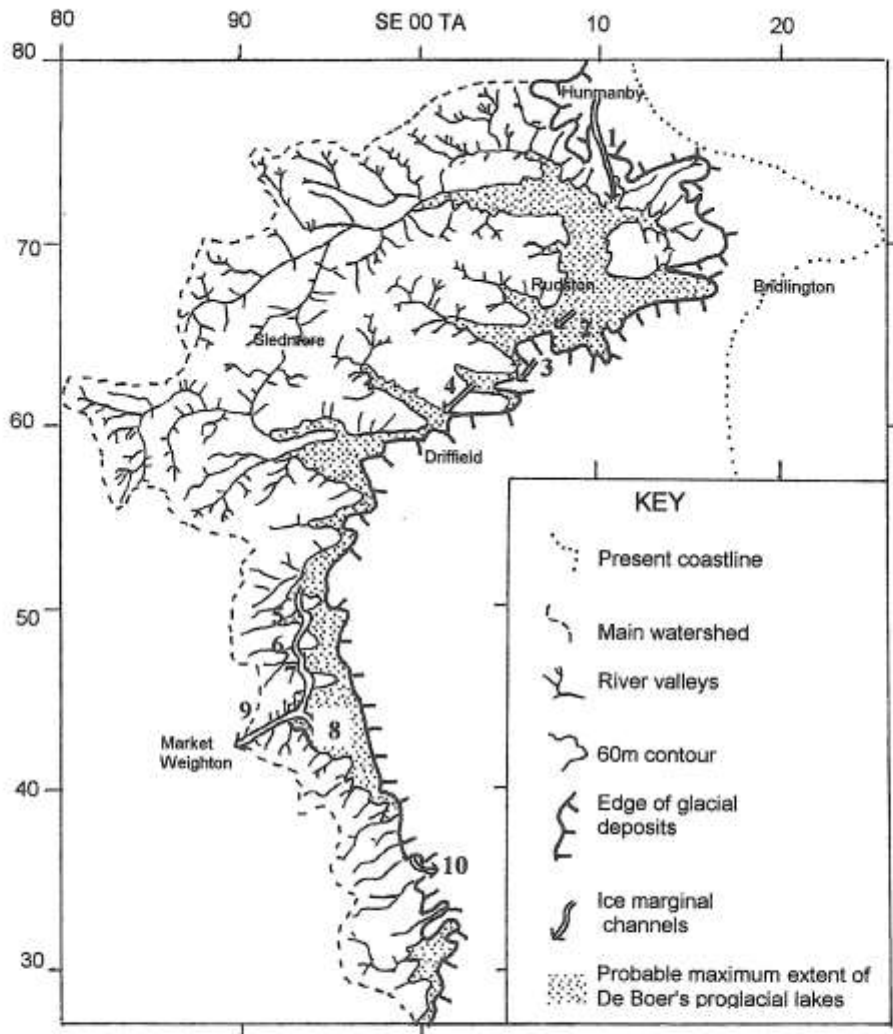 80
90
SE 00 TA
10
20
80
Hunmanby
1
70
Rudston
Bridlington
2
Sledmere
3
4
60
Driffield
KEY
Present coastline
50
5
Main watershed
6
7
River valleys
9
8
Market
Weighton
60m contour
40
Edge of glacial
deposits
10
Ice marginal
channels
30
Probable maximum extent of
De Boer's proglacial lakes